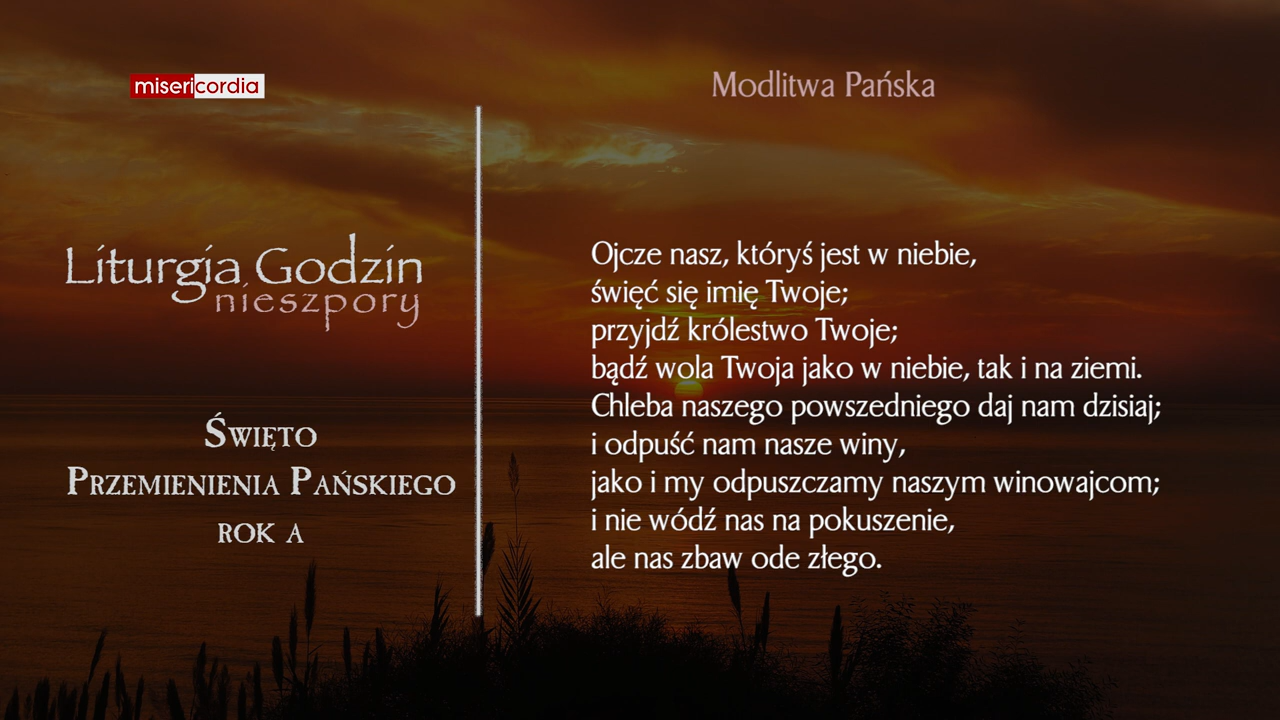 misericordia
Modlitwa Pańska
Liturgia Godzin
nieszpory
Święto
Przemienienia Pańskiego
rok A
Ojcze nasz, któryś jest w niebie,
święć się imię Twoje;
przyjdź królestwo Twoje;
bądź wola Twoja jako w niebie, tak i na ziemi.
Chleba naszego powszedniego daj nam dzisiaj;
i odpuść nam nasze winy,
jako i my odpuszczamy naszym winowajcom;
i nie wódź nas na pokuszenie,
ale nas zbaw ode złego.